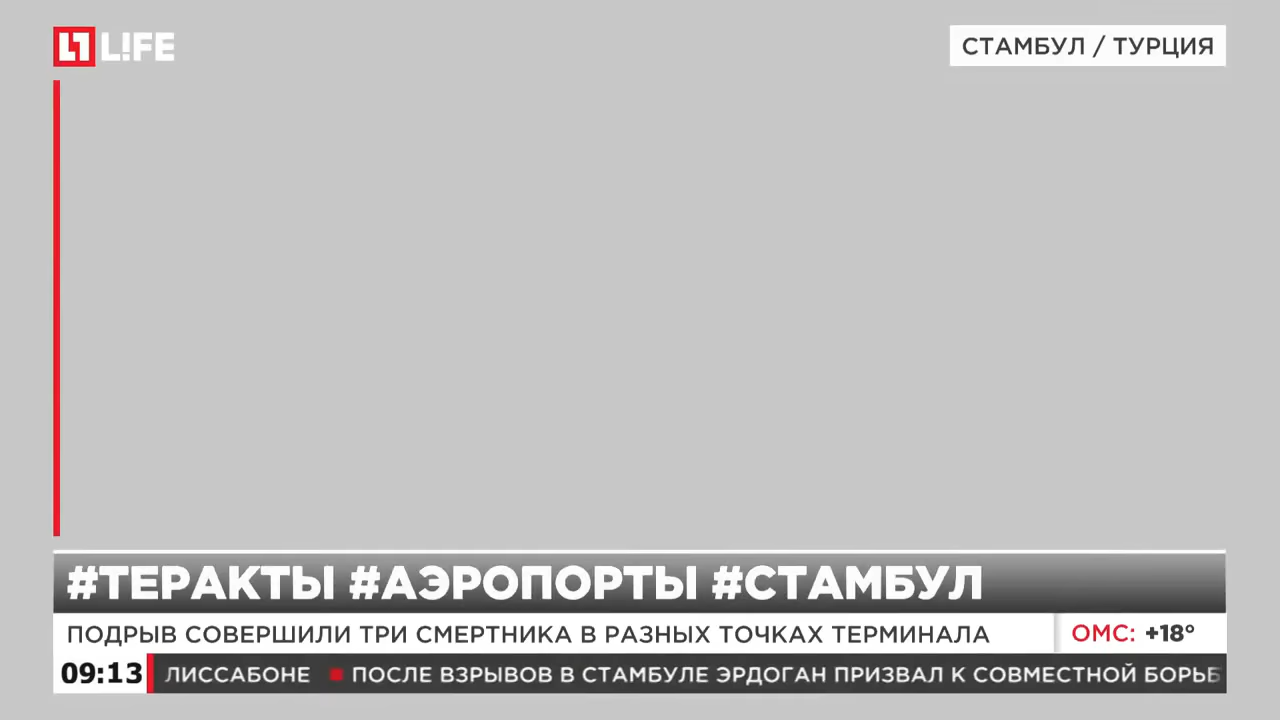 L!FE
СТАМБУЛ / ТУРЦИЯ
#ТЕРАКТЫ #АЭРОПОРТЫ #СТАМБУЛ
ПОДРЫВ СОВЕРШИЛИ ТРИ СМЕРТНИКА В РАЗНЫХ ТОЧКАХ ТЕРМИНАЛА
ОМС: +18°
09:13
ЛИССАБОНЕ ■ ПОСЛЕ ВЗРЫВОВ В СТАМБУЛЕ ЭРДОГАН ПРИЗВАЛ К СОВМЕСТНОЙ БОРЬБ